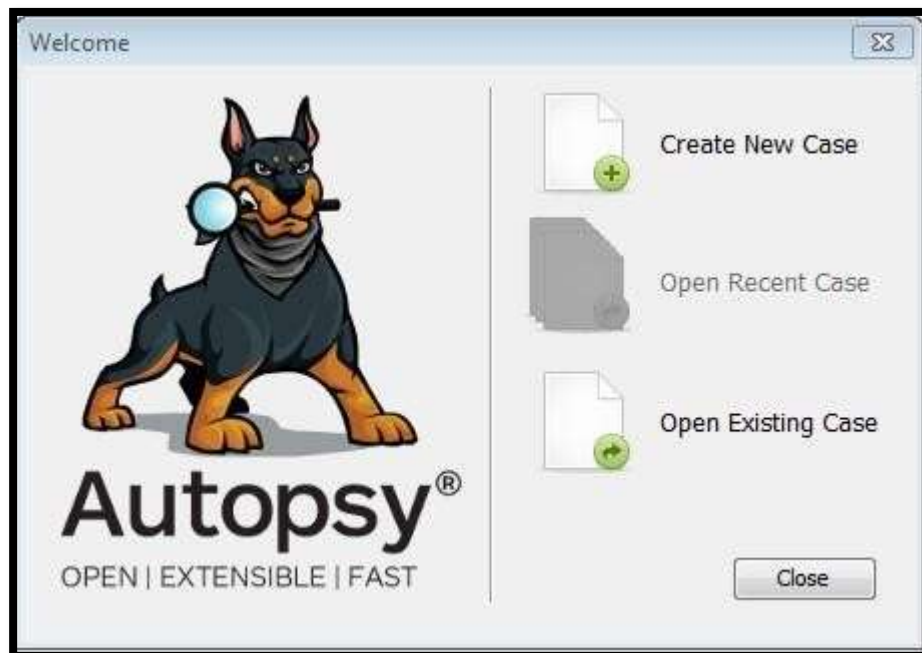 Welcome
Create New Case
Open Recent Case
Open Existing Case
Autopsy®
OPEN | EXTENSIBLE | FAST
Close